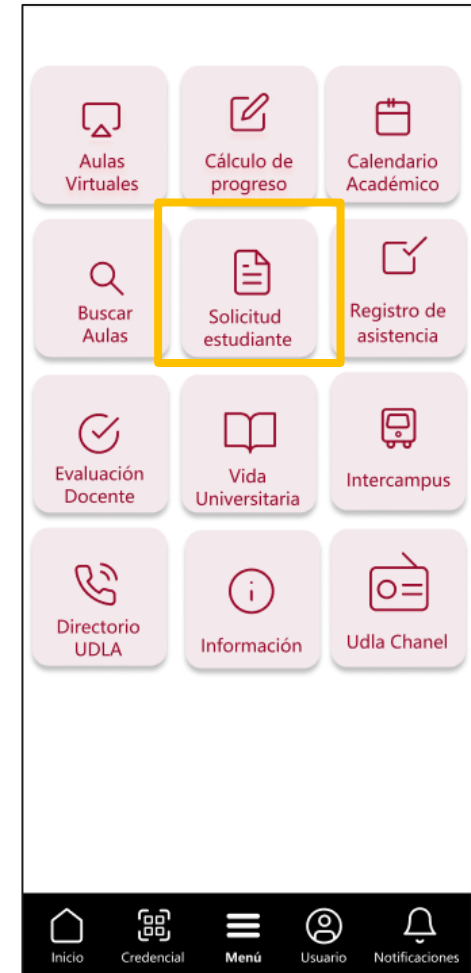 Aulas
Virtuales
Cálculo de
progreso
Calendario
Académico
Buscar
Aulas
Solicitud
estudiante
Registro de
asistencia
Evaluación
Docente
Vida
Universitaria
Intercampus
Directorio
UDLA
Información
Udla Chanel
Inicio
Credencial
Menú
Usuario
Notificaciones